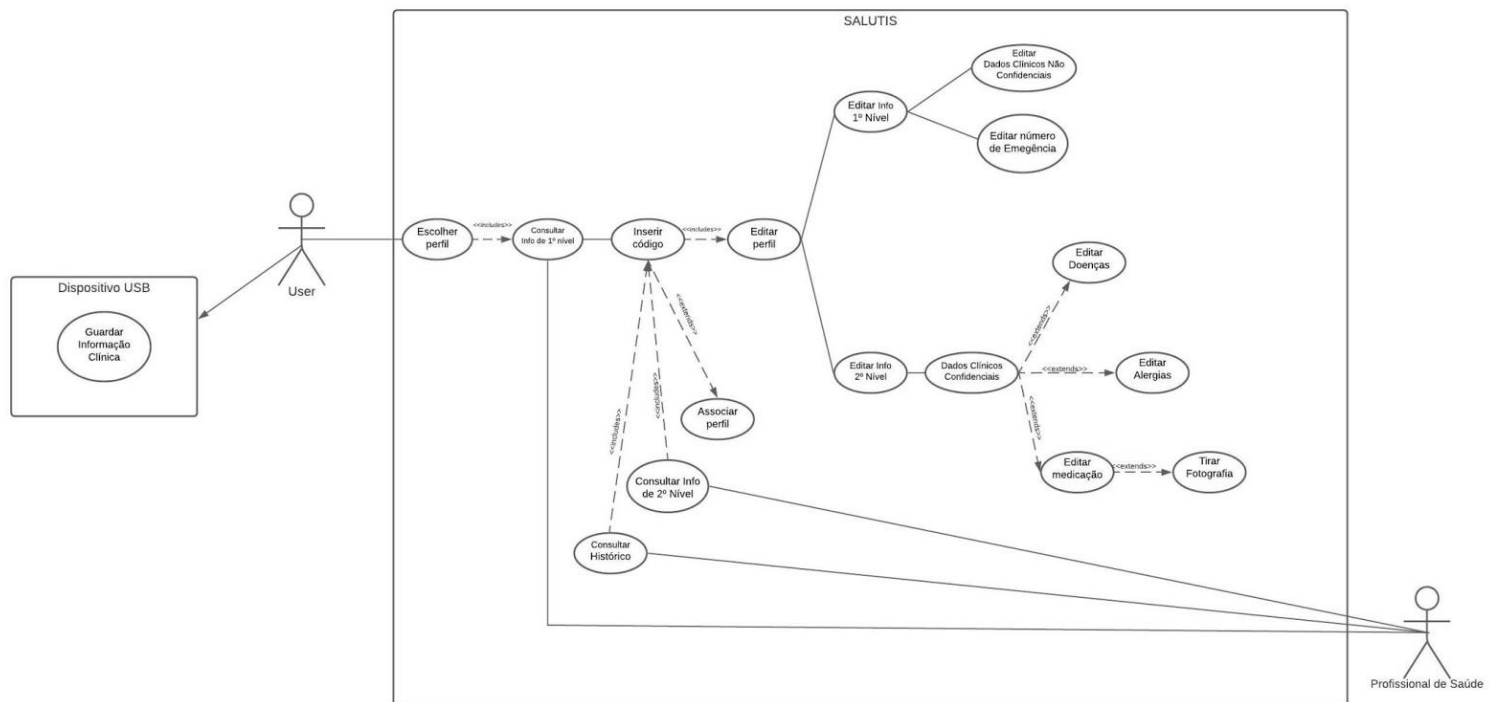 SALUTIS
Editar
Dados Clínicos Não
Confidenciais
Editar Info
1º Nível
Editar número
de Emegência
User
Escolher
perfil
<<includes>>
Consultar
Info de 1º nível
Inserir
código
<<includes>>
Editar
perfil
Dispositivo USB
Guardar
Informação
Clínica
Editar
Doenças
<<extends>>
<<extends>>
Editar Info
2º Nível
Dados Clínicos
Confidenciais
<<extends>>
Editar
Alergias
<<includes>>
<<includes>>
Associar
perfil
<<extends>>
Editar
medicação
<<extends>>
Tirar
Fotografia
Consultar Info
de 2º Nível
Consultar
Histórico
Profissional de Saúde